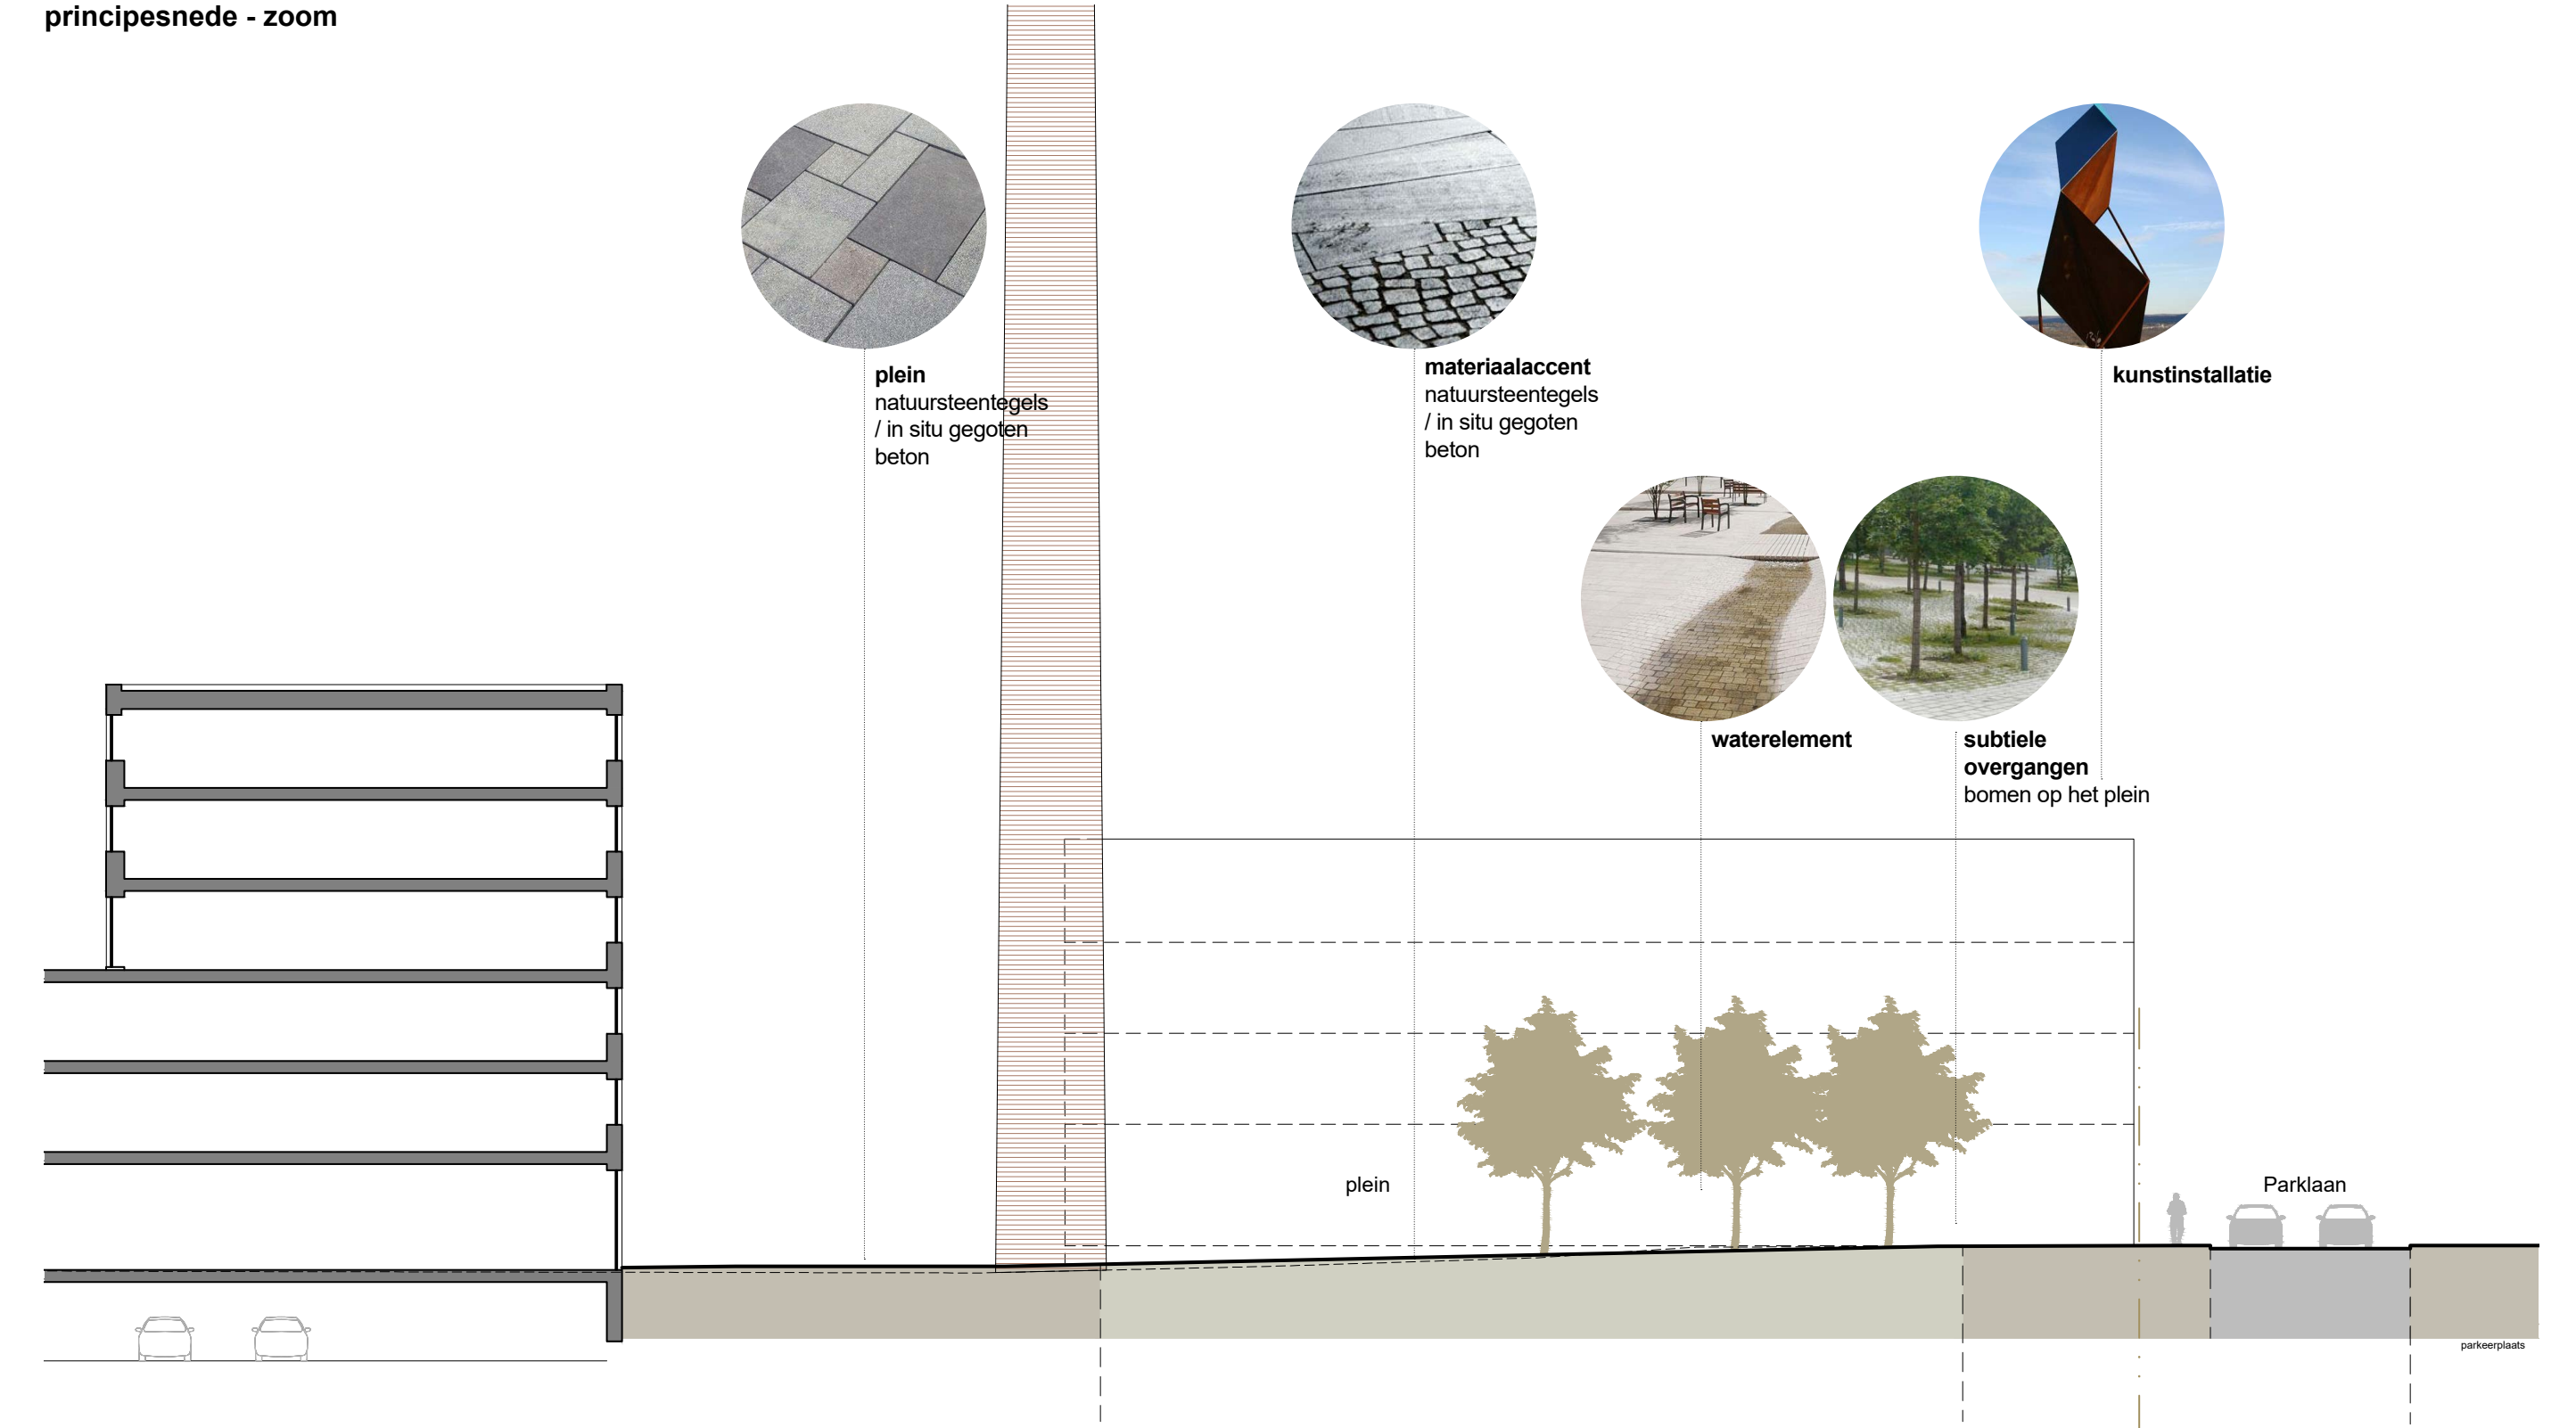 principesnede - zoom
plein
natuursteentegels
/ in situ gegoten
beton
materiaalaccent
natuursteentegels
/ in situ gegoten
beton
kunstinstallatie
waterelement
subtiele
overgangen
bomen op het plein
plein
Parklaan
parkeerplaats